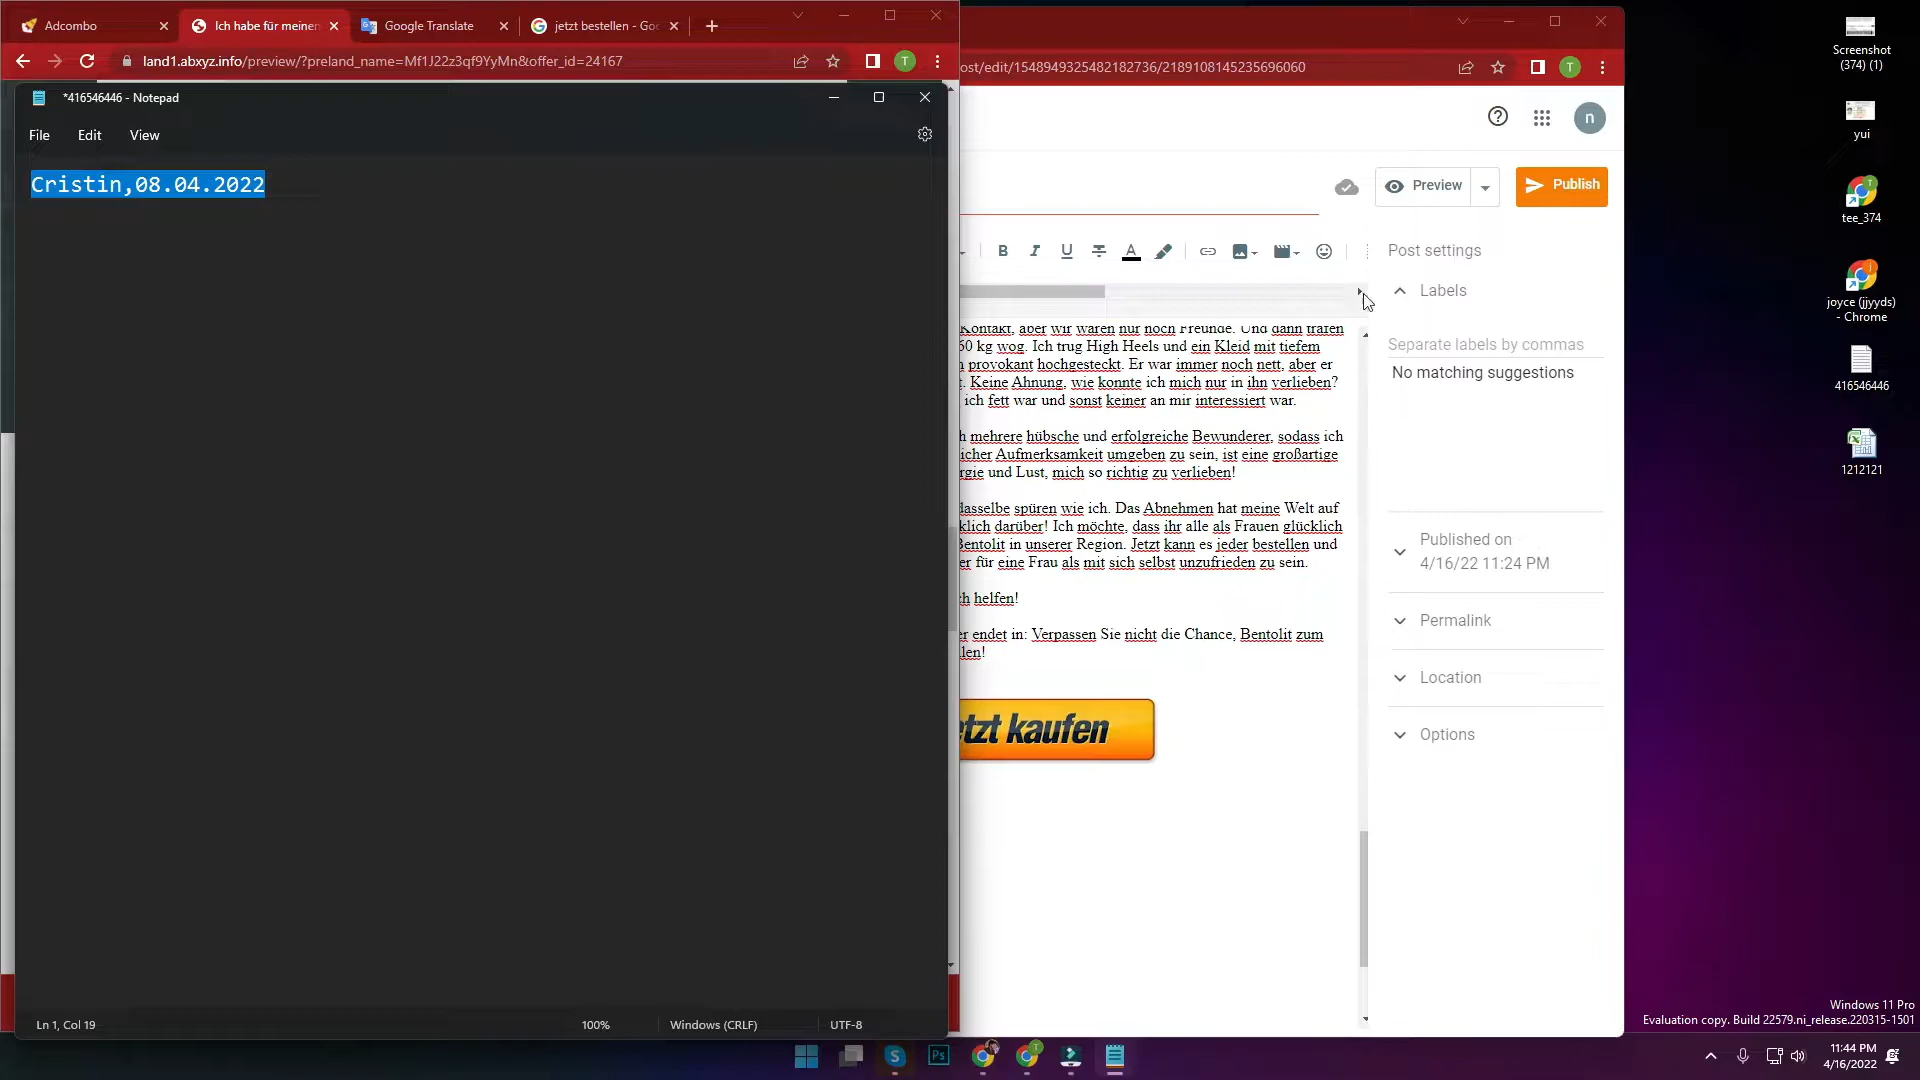 Adcombo
Ich habe für meinen
Google Translate
jetzt bestellen - Goo
land1.abxyz.info/preview/?preland_name=Mf1J22z3qf9YyMn&offer_id=24167
T
*416546446 - Notepad
File
Edit
View
Cristin,08.04.2022
Ln 1, Col 19
100%
Windows (CRLF)
UTF-8
ost/edit/1548949325482182736/2189108145235696060
T
n
Preview
Publish
B
I
U
A
Kontakt, aber wir waren nur noch Freunde. Und dann trafen
60 kg wog. Ich trug High Heels und ein Kleid mit tiefem
provokant hochgesteckt. Er war immer noch nett, aber er
t. Keine Ahnung, wie konnte ich mich nur in ihn verlieben?
ich fett war und sonst keiner an mir interessiert war.
h mehrere hübsche und erfolgreiche Bewunderer, sodass ich
licher Aufmerksamkeit umgeben zu sein, ist eine großartige
rgie und Lust, mich so richtig zu verlieben!
dasselbe spüren wie ich. Das Abnehmen hat meine Welt auf
klich darüber! Ich möchte, dass ihr alle als Frauen glücklich
Bentolit in unserer Region. Jetzt kann es jeder bestellen und
er für eine Frau als mit sich selbst unzufrieden zu sein.
ch helfen!
er endet in: Verpassen Sie nicht die Chance, Bentolit zum
llen!
etzt kaufen
Post settings
Labels
Separate labels by commas
No matching suggestions
Published on
4/16/22 11:24 PM
Permalink
Location
Options
Screenshot
(374) (1)
yui
tee_374
joyce (jjyyds)
- Chrome
416546446
1212121
Windows 11 Pro
Evaluation copy. Build 22579.ni_release.220315-1501
11:44 PM
4/16/2022